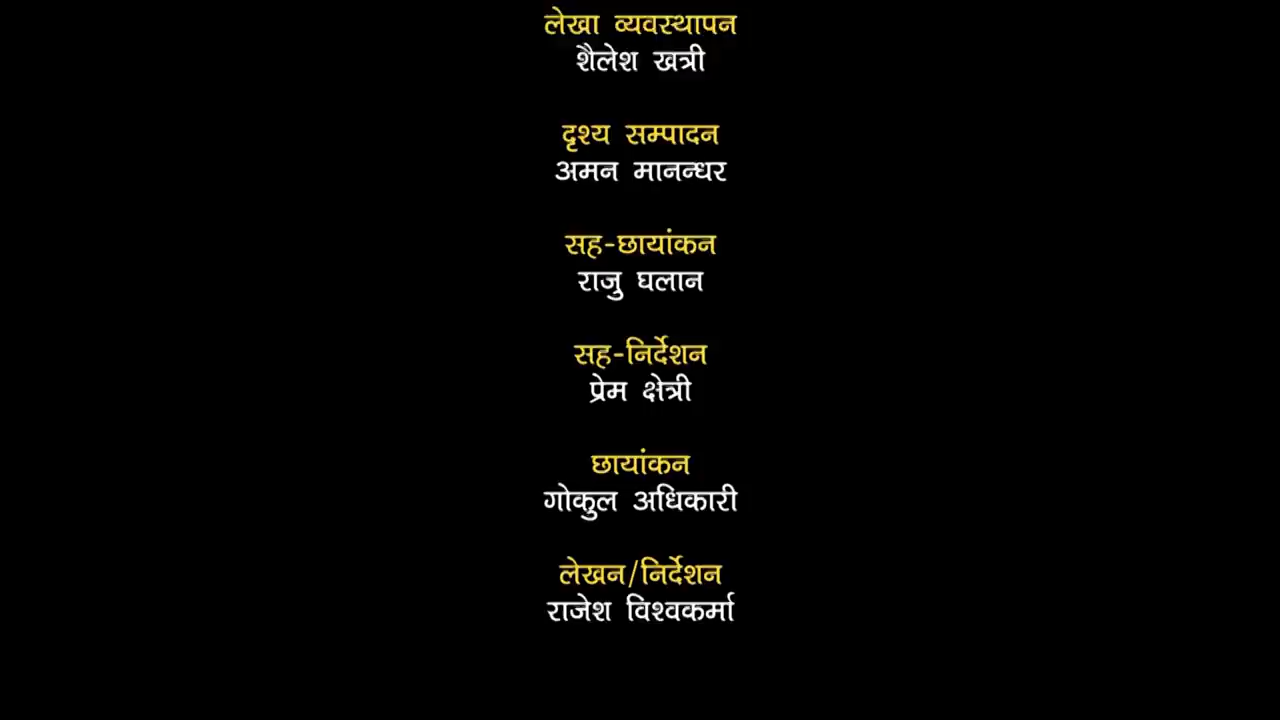 लेखा व्यवस्थापन
शैलेश खत्री
दृश्य सम्पादन
अमन मानन्धर
सह-छायांकन
राजु घलान
सह-निर्देशन
प्रेम क्षेत्री
छायांकन
गोकुल अधिकारी
लेखन/निर्देशन
राजेश विश्वकर्मा